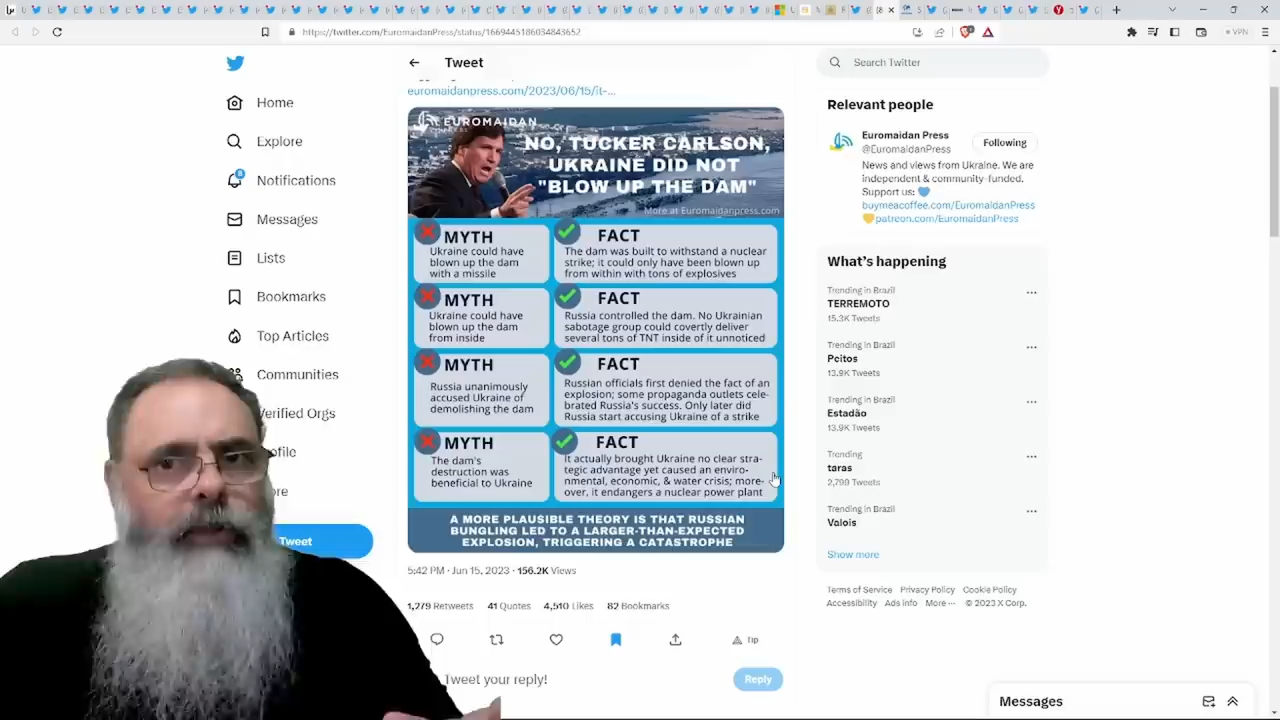 https://twitter.com/EuromaidanPress/status/1669445186034843652
VPN
Tweet
Search Twitter
Home
Explore
8
Notifications
Messages
Lists
Bookmarks
Top Articles
Communities
Verified Orgs
Tweet
euromaidanpress.com/2023/06/15/it-...
EUROMAIDAN
PRESS
NO, TUCKER CARLSON,
UKRAINE DID NOT
"BLOW UP THE DAM"
More at Euromaidanpress.com
MYTH
Ukraine could have
blown up the dam
with a missile
FACT
The dam was built to withstand a nuclear
strike; it could only have been blown up
from within with tons of explosives
MYTH
Ukraine could have
blown up the dam
from inside
FACT
Russia controlled the dam. No Ukrainian
sabotage group could covertly deliver
several tons of TNT inside of it unnoticed
MYTH
Russia unanimously
accused Ukraine of
demolishing the dam
FACT
Russian officials first denied the fact of an
explosion; some propaganda outlets cele-
brated Russia's success. Only later did
Russia start accusing Ukraine of a strike
MYTH
The dam's
destruction was
beneficial to Ukraine
FACT
It actually brought Ukraine no clear stra-
tegic advantage yet caused an enviro-
nmental, economic, & water crisis; more-
over, it endangers a nuclear power plant
A MORE PLAUSIBLE THEORY IS THAT RUSSIAN
BUNGLING LED TO A LARGER-THAN-EXPECTED
EXPLOSION, TRIGGERING A CATASTROPHE
5:42 PM · Jun 15, 2023 · 156.2K Views
1,279 Retweets 41 Quotes 4,510 Likes 82 Bookmarks
Tip
Tweet your reply!
Reply
Relevant people
Euromaidan Press
@EuromaidanPress
Following
News and views from Ukraine. We are
independent & community-funded.
Support us:
buymeacoffee.com/EuromaidanPress
patreon.com/EuromaidanPress
What's happening
Trending in Brazil
TERREMOTO
15.3K Tweets
Trending in Brazil
Peitos
13.9K Tweets
Trending in Brazil
Estadão
13.9K Tweets
Trending
taras
2,799 Tweets
Trending in Brazil
Valois
Show more
Terms of Service Privacy Policy Cookie Policy
Accessibility Ads info More ··· © 2023 X Corp.
Messages